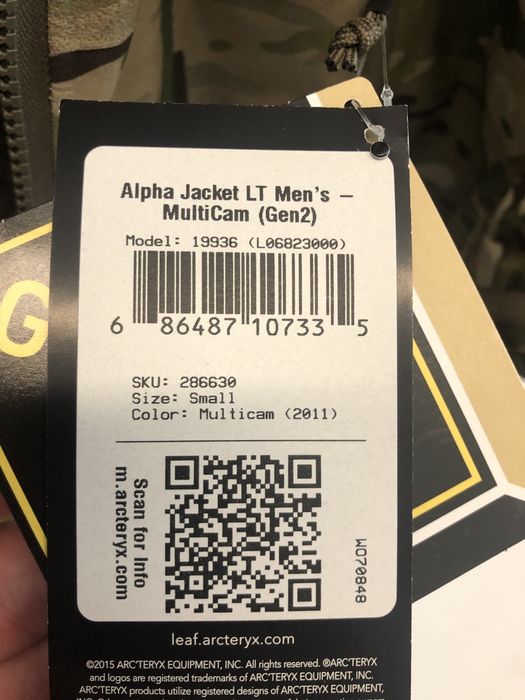 Alpha Jacket LT Men's –
MultiCam (Gen2)
Model: 19936 (L06823000)
6 86487 10733 5
SKU: 286630
Size: Small
Color: Multicam (2011)
Scan for Info
m.arcteryx.com
WO70848
leaf.arcteryx.com
©2015 ARC'TERYX EQUIPMENT, INC. All rights reserved. ®ARC'TERYX
and logos are registered trademarks of ARC'TERYX EQUIPMENT, INC.
ARC'TERYX products utilize registered designs of ARC'TERYX EQUIPMENT,
G